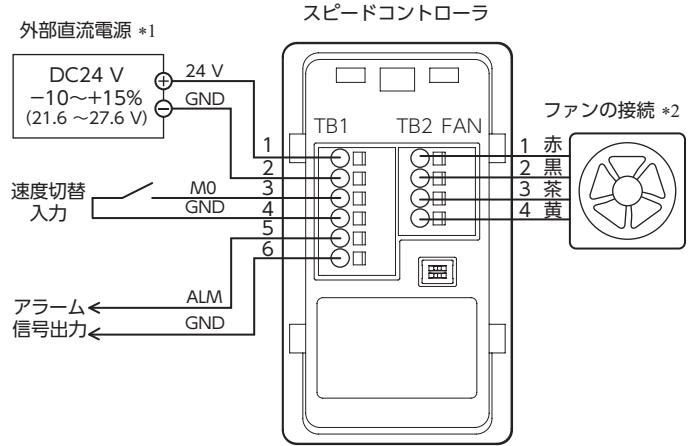 スピードコントローラ
外部直流電源 *1
DC24 V
−10～+15%
(21.6 ～27.6 V)
24 V
GND
TB1
TB2 FAN
ファンの接続 *2
1
2
3
4
5
6
1 赤
2 黒
3 茶
4 黄
速度切替
入力
M0
GND
アラーム
信号出力
ALM
GND